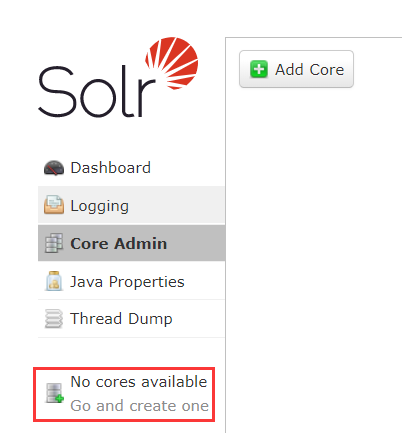 Solr
Add Core
Dashboard
Logging
Core Admin
Java Properties
Thread Dump
No cores available
Go and create one